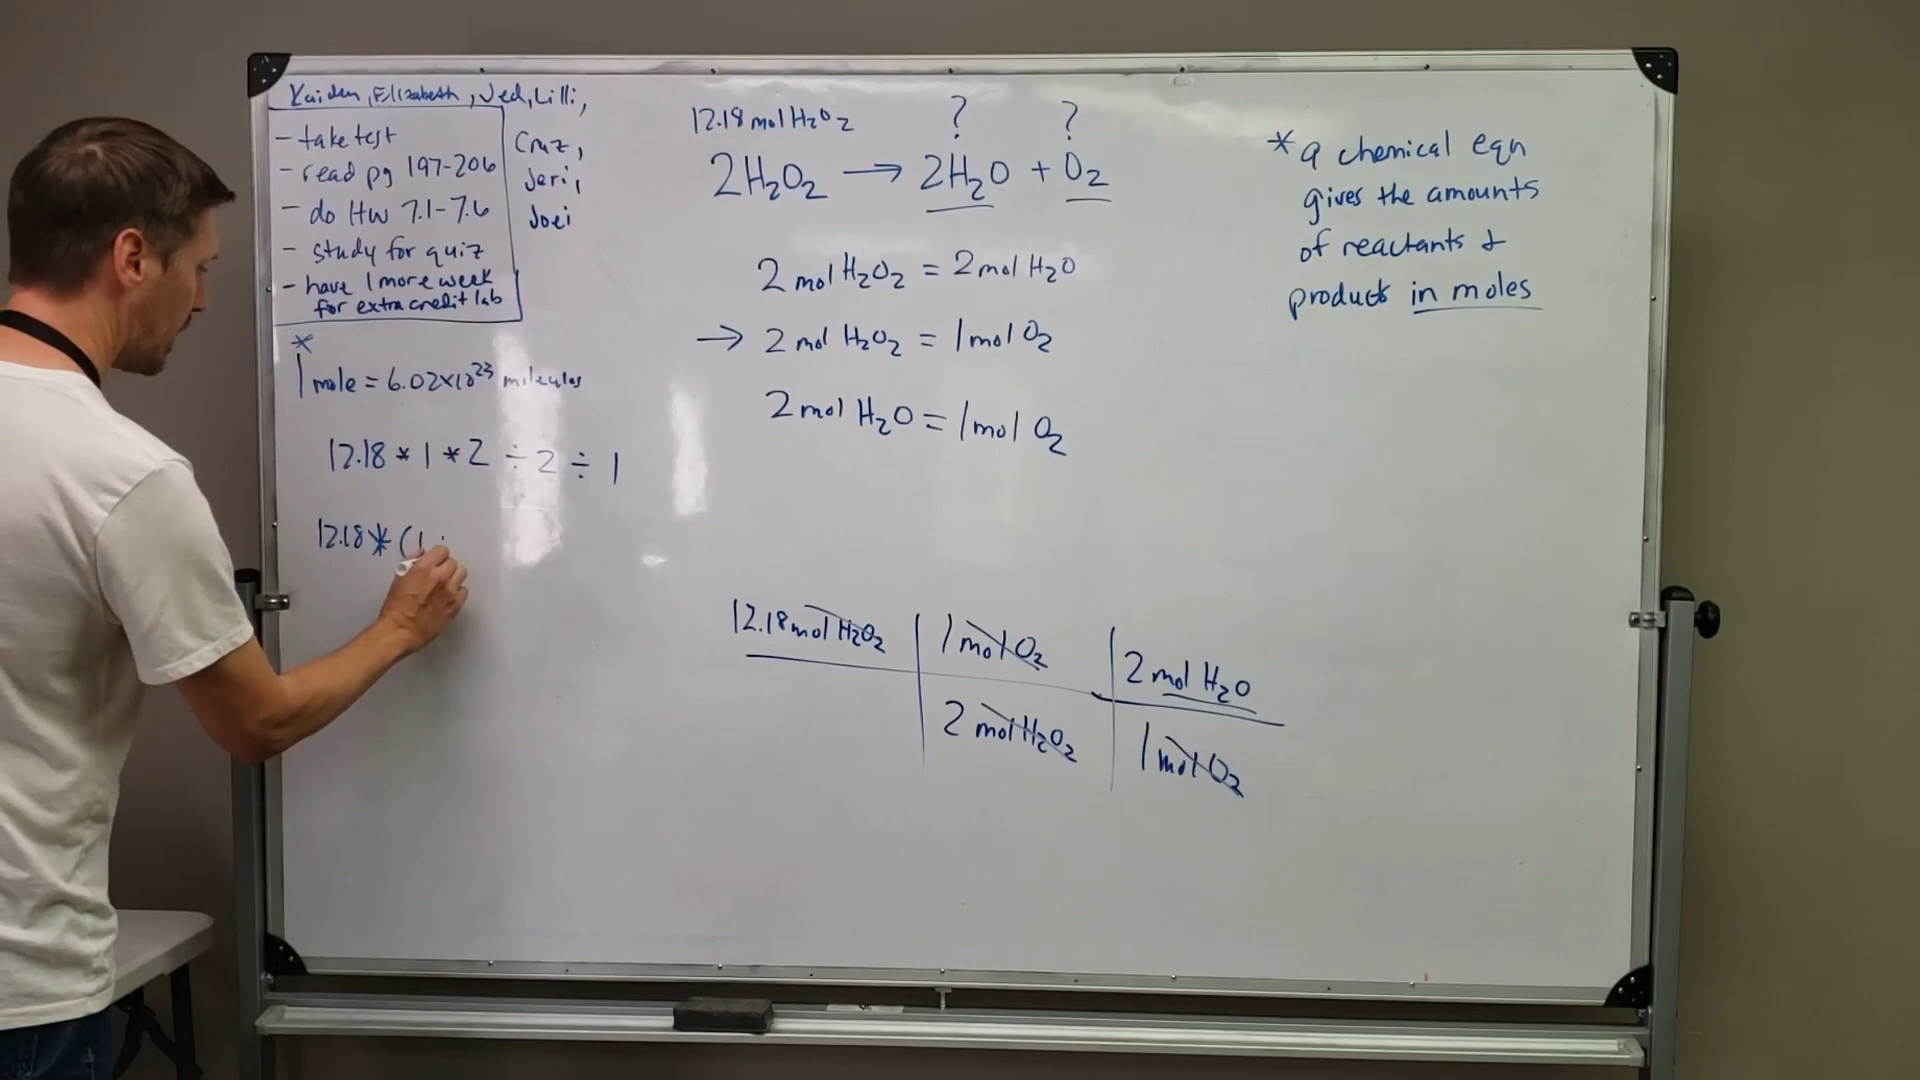 Kaiden, Elizabeth, Jed, Lilli,
Cruz,
Jeri,
Joei
- take test
- read pg 197-206
- do HW 7.1-7.6
- study for quiz
- have 1 more week
for extra credit lab
*
1 mole = 6.02x10²³ molecules
12.18 * 1 * 2 ÷ 2 ÷ 1
12.18 * (1
12.18 mol H₂O₂ ? ?
2H₂O₂ → 2H₂O + O₂
2 mol H₂O₂ = 2 mol H₂O
→ 2 mol H₂O₂ = 1 mol O₂
2 mol H₂O = 1 mol O₂
* a chemical eqn
gives the amounts
of reactants &
products in moles
12.18 mol H₂O₂ | 1 mol O₂ | 2 mol H₂O
2 mol H₂O₂ | 1 mol O₂